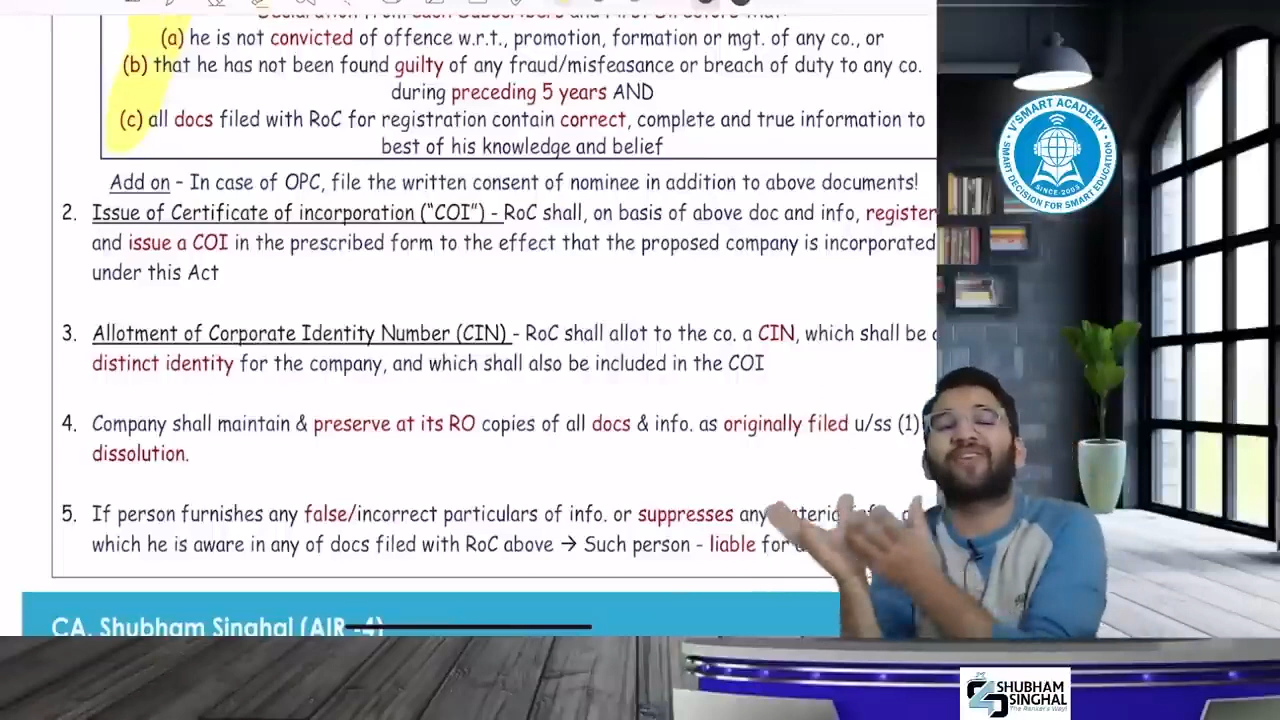 Declaration from each Subscribers and First Directors that-
(a) he is not convicted of offence w.r.t., promotion, formation or mgt. of any co., or
(b) that he has not been found guilty of any fraud/misfeasance or breach of duty to any co.
during preceding 5 years AND
(c) all docs filed with RoC for registration contain correct, complete and true information to
best of his knowledge and belief
Add on – In case of OPC, file the written consent of nominee in addition to above documents!
2. Issue of Certificate of incorporation ("COI") - RoC shall, on basis of above doc and info, register
and issue a COI in the prescribed form to the effect that the proposed company is incorporated
under this Act
3. Allotment of Corporate Identity Number (CIN) - RoC shall allot to the co. a CIN, which shall be
distinct identity for the company, and which shall also be included in the COI
4. Company shall maintain & preserve at its RO copies of all docs & info. as originally filed u/ss (1)
dissolution.
5. If person furnishes any false/incorrect particulars of info. or suppresses any
which he is aware in any of docs filed with RoC above → Such person - liable for
CA. Shubham Singhal (AIR -4)
V'SMART ACADEMY
SMART DECISION FOR SMART EDUCATION
SINCE-2003
SHUBHAM
SINGHAL
The Ranker's Way!